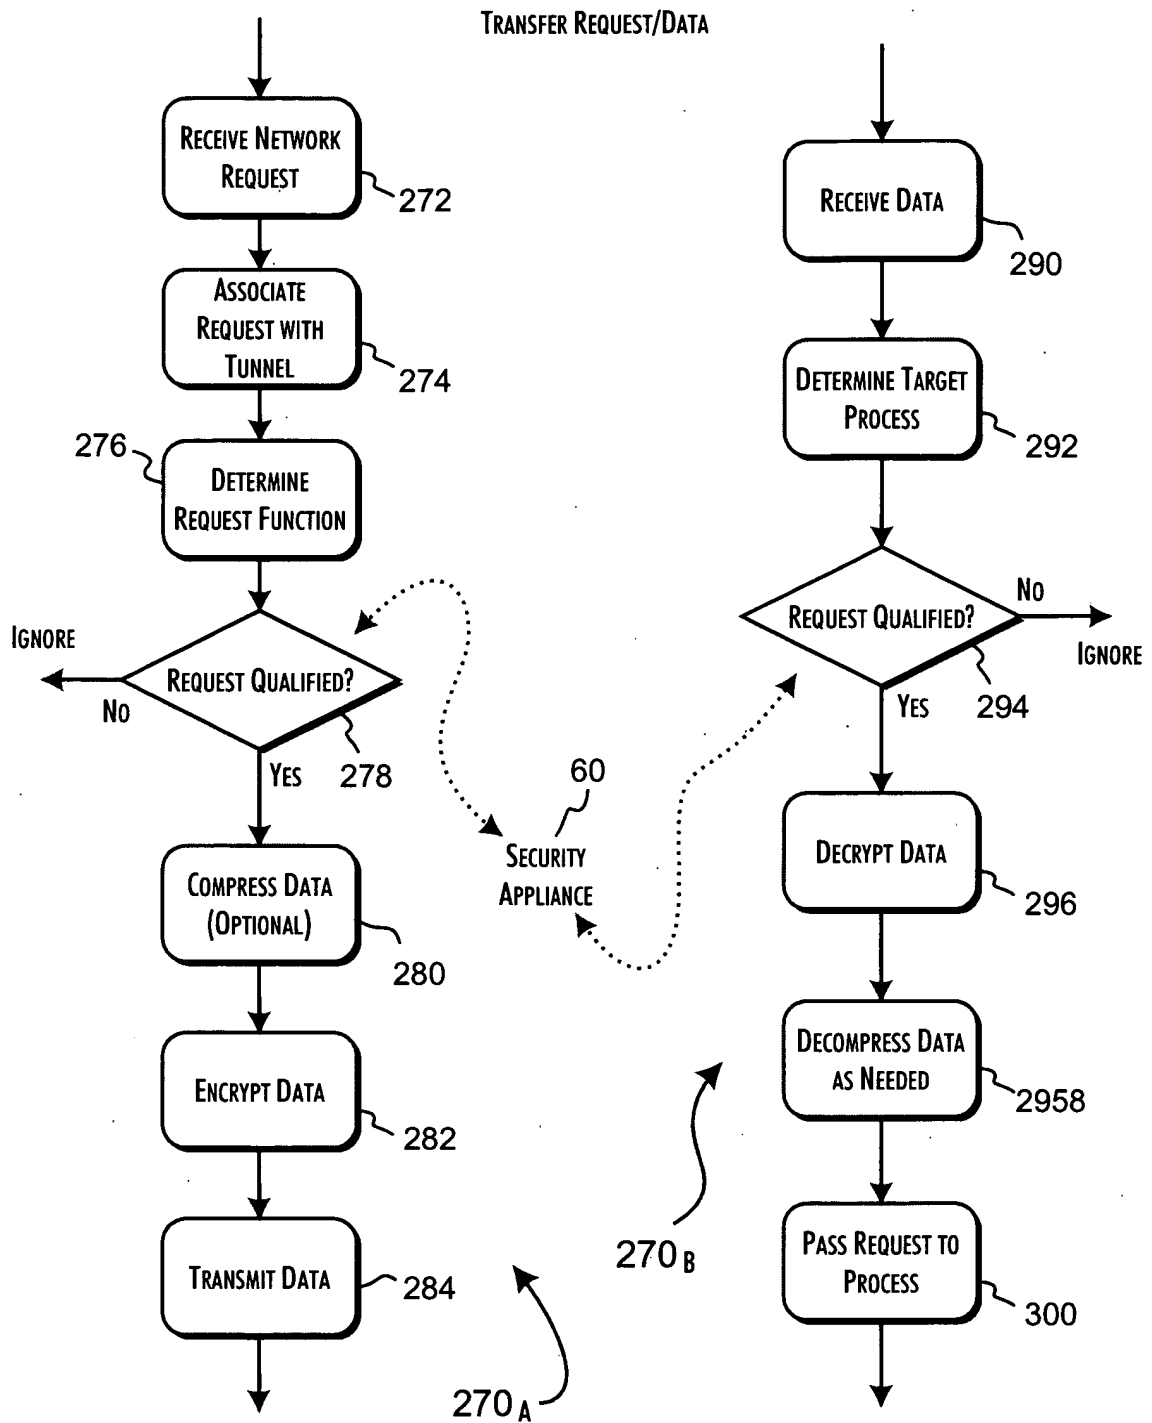 TRANSFER REQUEST/DATA
RECEIVE NETWORK
REQUEST
272
ASSOCIATE
REQUEST WITH
TUNNEL
274
276
DETERMINE
REQUEST FUNCTION
IGNORE
REQUEST QUALIFIED?
NO
278
YES
COMPRESS DATA
(OPTIONAL)
280
ENCRYPT DATA
282
TRANSMIT DATA
284
270 A
60
SECURITY
APPLIANCE
RECEIVE DATA
290
DETERMINE TARGET
PROCESS
292
REQUEST QUALIFIED?
NO
IGNORE
294
YES
DECRYPT DATA
296
DECOMPRESS DATA
AS NEEDED
2958
270 B
PASS REQUEST TO
PROCESS
300